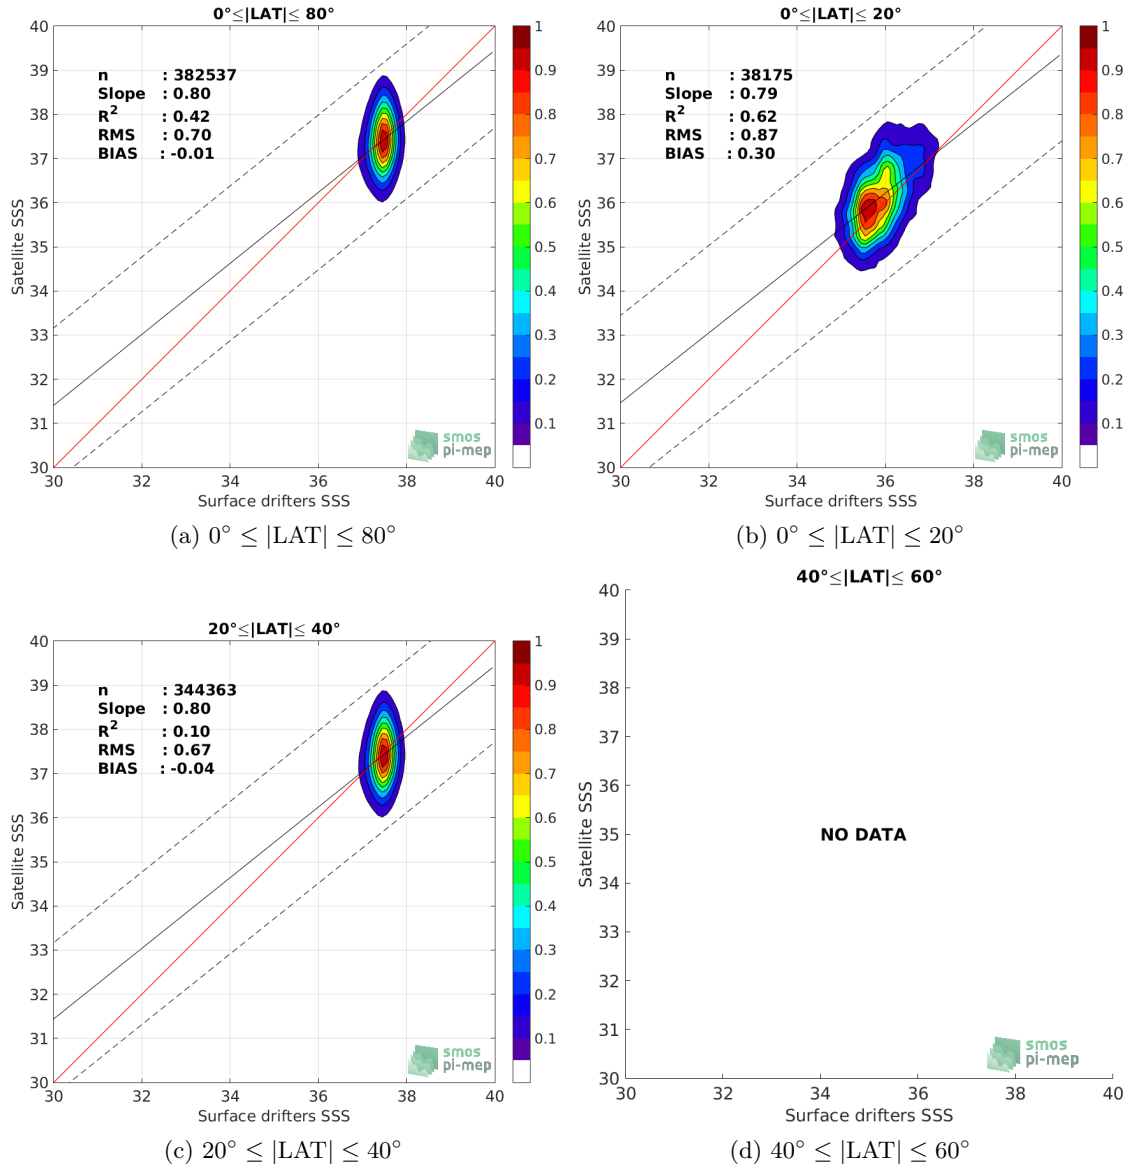 0°≤|LAT|≤ 80°
40
39
38
37
36
35
34
33
32
31
30
30
32
34
36
38
40
Satellite SSS
Surface drifters SSS
n : 382537
Slope : 0.80
R² : 0.42
RMS : 0.70
BIAS : -0.01
smos
pi-mep
1
0.9
0.8
0.7
0.6
0.5
0.4
0.3
0.2
0.1
(a) 0° ≤ |LAT| ≤ 80°
0°≤|LAT|≤ 20°
40
39
38
37
36
35
34
33
32
31
30
30
32
34
36
38
40
Satellite SSS
Surface drifters SSS
n : 38175
Slope : 0.79
R² : 0.62
RMS : 0.87
BIAS : 0.30
smos
pi-mep
1
0.9
0.8
0.7
0.6
0.5
0.4
0.3
0.2
0.1
(b) 0° ≤ |LAT| ≤ 20°
20°≤|LAT|≤ 40°
40
39
38
37
36
35
34
33
32
31
30
30
32
34
36
38
40
Satellite SSS
Surface drifters SSS
n : 344363
Slope : 0.80
R² : 0.10
RMS : 0.67
BIAS : -0.04
smos
pi-mep
1
0.9
0.8
0.7
0.6
0.5
0.4
0.3
0.2
0.1
(c) 20° ≤ |LAT| ≤ 40°
40°≤|LAT|≤ 60°
40
39
38
37
36
35
34
33
32
31
30
30
32
34
36
38
40
Satellite SSS
Surface drifters SSS
NO DATA
smos
pi-mep
(d) 40° ≤ |LAT| ≤ 60°